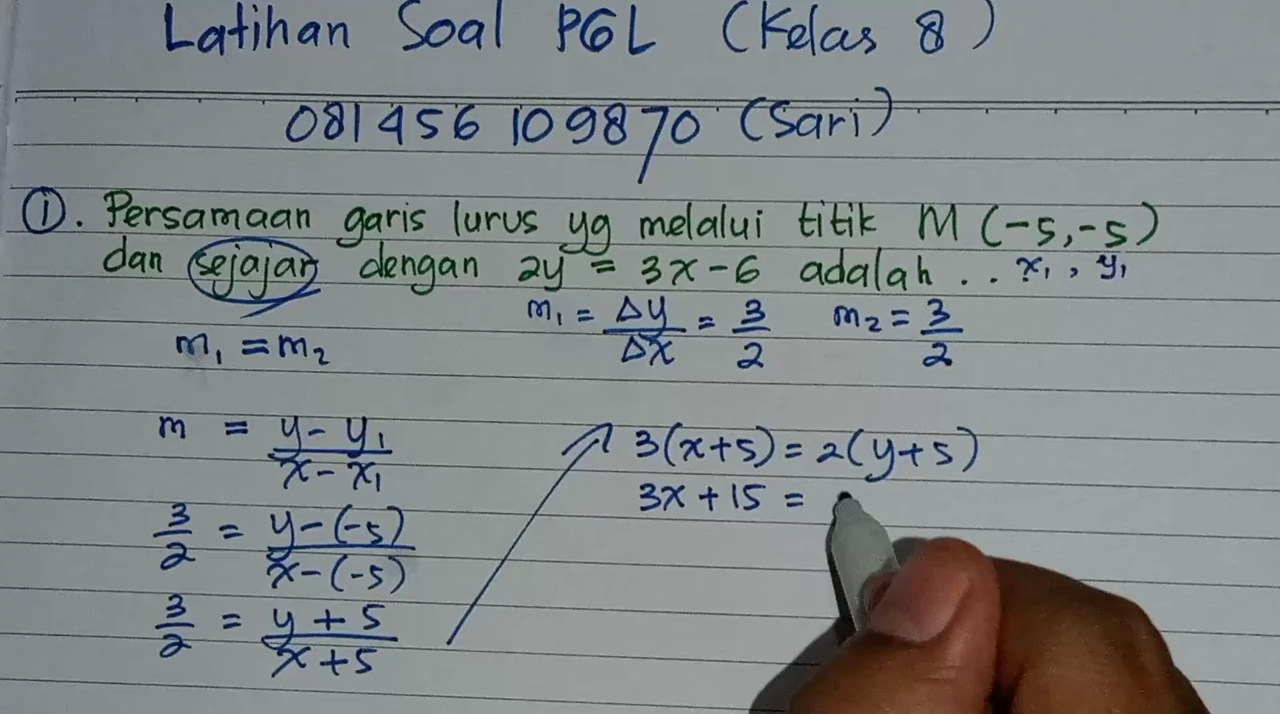 Latihan Soal PGL (Kelas 8)
081456109870 (Sari)
①. Persamaan garis lurus yg melalui titik M (-5,-5)
dan sejajar dengan 2y = 3x - 6 adalah .. x₁, y₁
m₁ = Δy/Δx = 3/2 m₂ = 3/2
m₁ = m₂
m = y - y₁/x - x₁
3/2 = y - (-5)/x - (-5)
3/2 = y + 5/x + 5
3(x+5) = 2(y+5)
3x + 15 =